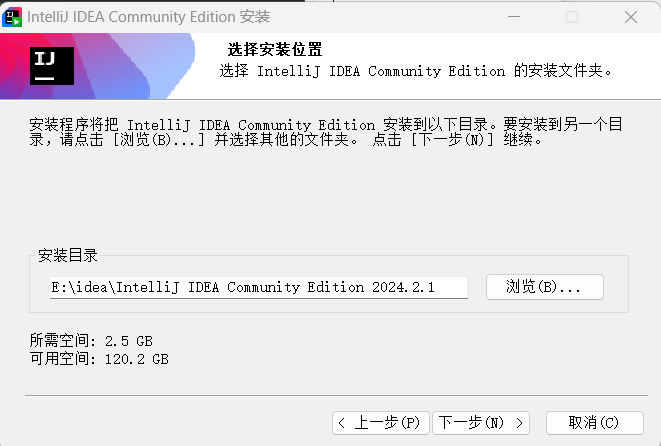 IntelliJ IDEA Community Edition 安装
IJ
选择安装位置
选择 IntelliJ IDEA Community Edition 的安装文件夹。
安装程序将把 IntelliJ IDEA Community Edition 安装到以下目录。要安装到另一个目
录，请点击 [浏览(B)...] 并选择其他的文件夹。 点击 [下一步(N)] 继续。
安装目录
E:\idea\IntelliJ IDEA Community Edition 2024.2.1
浏览(B)...
所需空间: 2.5 GB
可用空间: 120.2 GB
< 上一步(P)
下一步(N) >
取消(C)